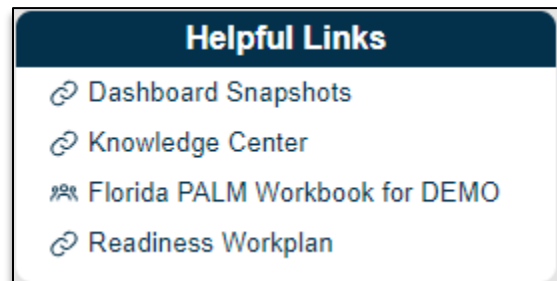 Helpful Links
Dashboard Snapshots
Knowledge Center
Florida PALM Workbook for DEMO
Readiness Workplan